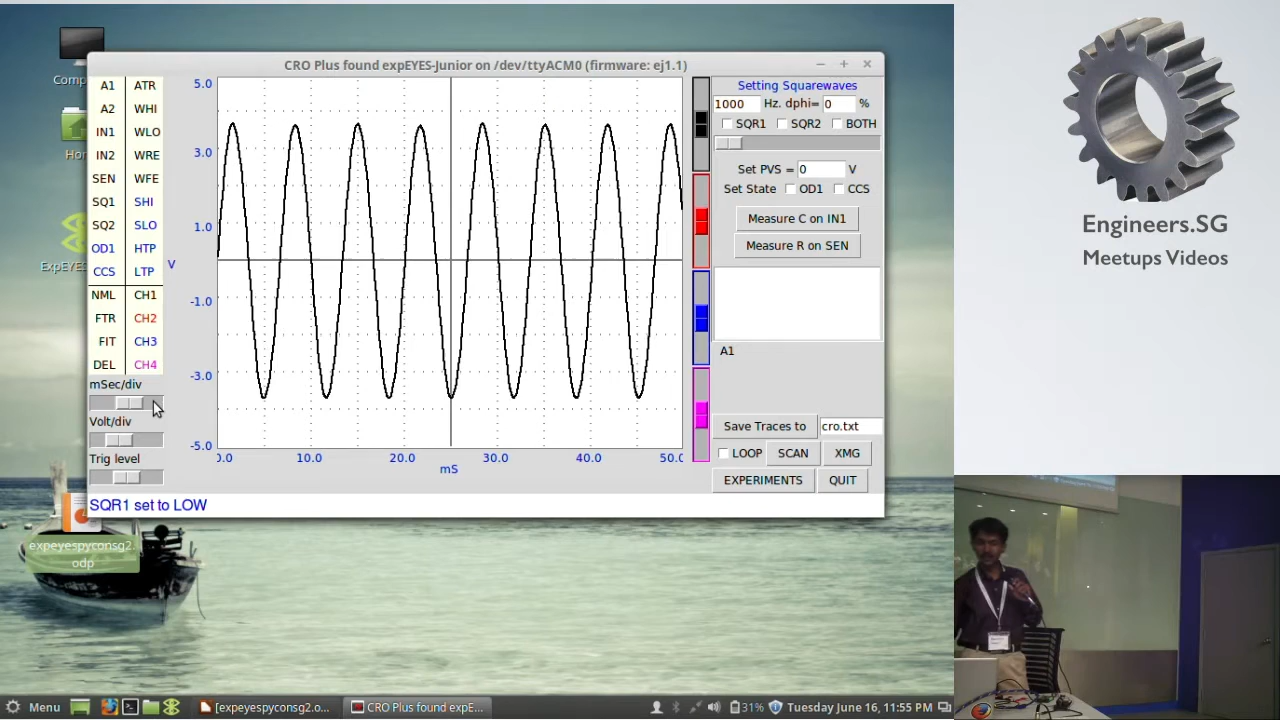 Comp
Hor
ExpEYES
expeyespyconsg2.
odp
CRO Plus found expEYES-Junior on /dev/ttyACM0 (firmware: ej1.1)
A1 ATR
A2 WHI
IN1 WLO
IN2 WRE
SEN WFE
SQ1 SHI
SQ2 SLO
OD1 HTP
CCS LTP
NML CH1
FTR CH2
FIT CH3
DEL CH4
mSec/div
Volt/div
Trig level
SQR1 set to LOW
5.0
3.0
1.0
V
-1.0
-3.0
-5.0
0.0 10.0 20.0 30.0 40.0 50.0
mS
Setting Squarewaves
1000 Hz. dphi= 0 %
SQR1 SQR2 BOTH
Set PVS = 0 V
Set State OD1 CCS
Measure C on IN1
Measure R on SEN
A1
Save Traces to cro.txt
LOOP SCAN XMG
EXPERIMENTS QUIT
Menu [expeyespyconsg2.o... CRO Plus found expE... 31% Tuesday June 16, 11:55 PM
Engineers.SG
Meetups Videos